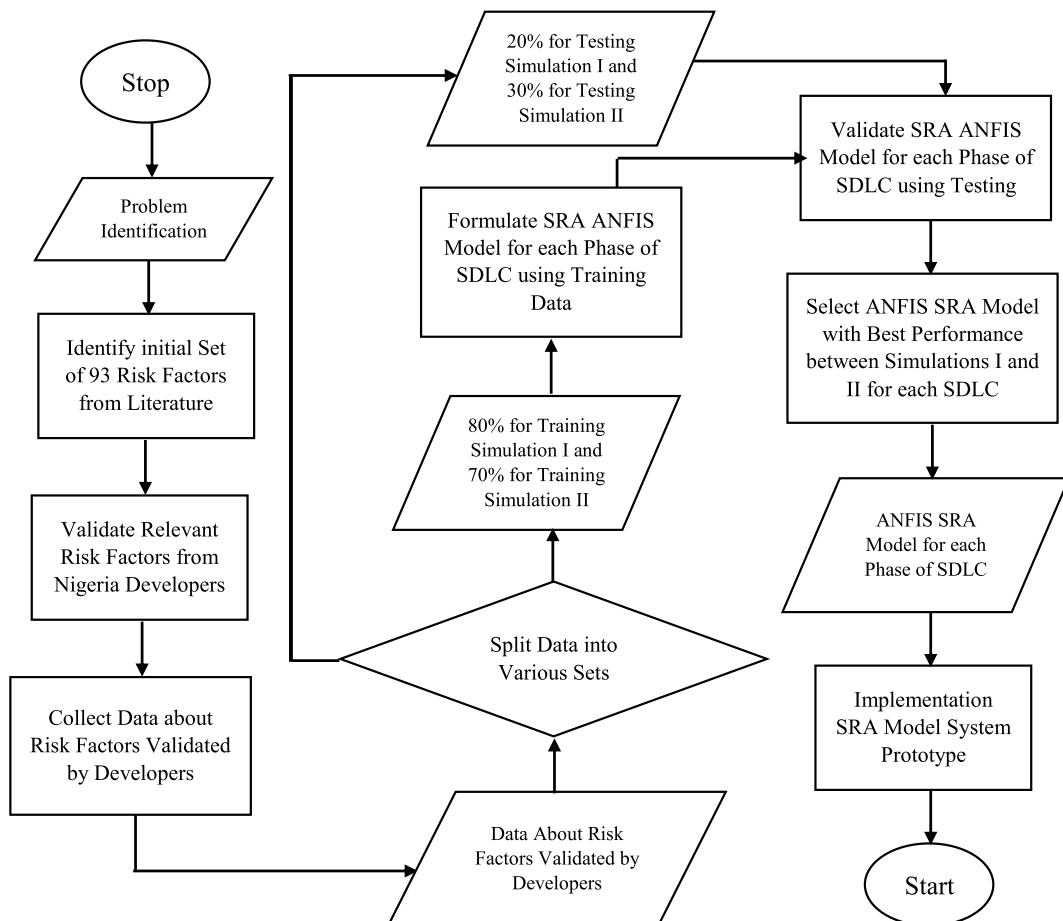 Stop
Problem
Identification
Identify initial Set
of 93 Risk Factors
from Literature
Validate Relevant
Risk Factors from
Nigeria Developers
Collect Data about
Risk Factors Validated
by Developers
Data About Risk
Factors Validated by
Developers
Split Data into
Various Sets
80% for Training
Simulation I and
70% for Training
Simulation II
Formulate SRA ANFIS
Model for each Phase of
SDLC using Training
Data
20% for Testing
Simulation I and
30% for Testing
Simulation II
Validate SRA ANFIS
Model for each Phase of
SDLC using Testing
Select ANFIS SRA Model
with Best Performance
between Simulations I and
II for each SDLC
ANFIS SRA
Model for each
Phase of SDLC
Implementation
SRA Model System
Prototype
Start